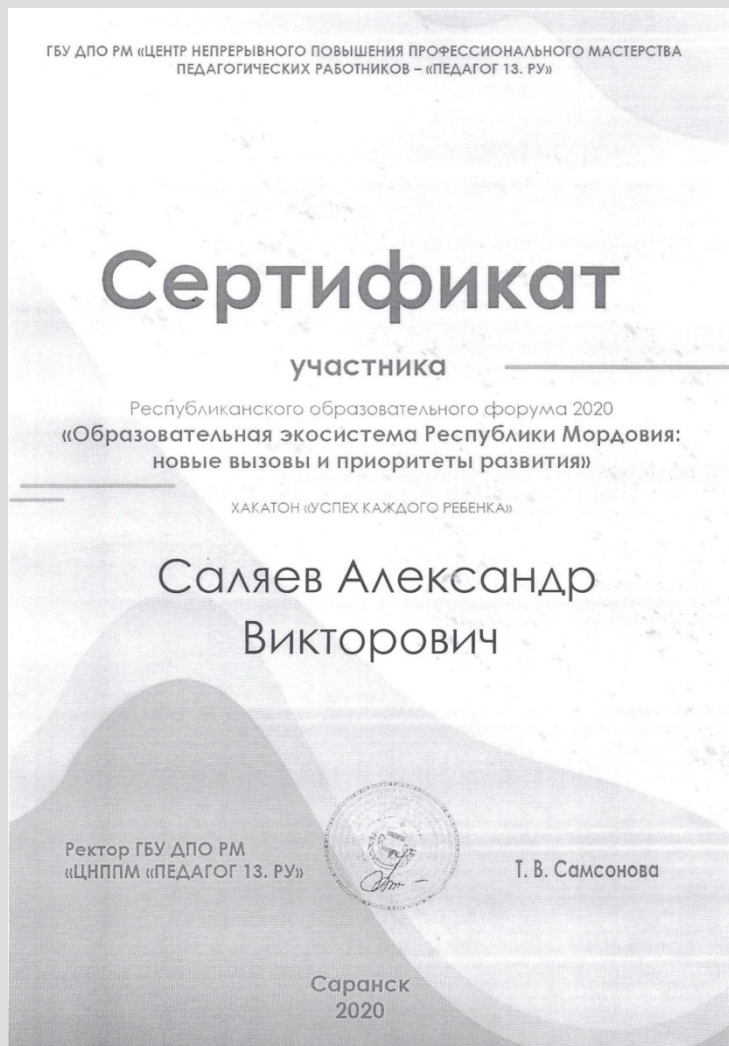 ГБУ ДПО РМ «ЦЕНТР НЕПРЕРЫВНОГО ПОВЫШЕНИЯ ПРОФЕССИОНАЛЬНОГО МАСТЕРСТВА
ПЕДАГОГИЧЕСКИХ РАБОТНИКОВ – «ПЕДАГОГ 13. РУ»
Сертификат
участника
Республиканского образовательного форума 2020
«Образовательная экосистема Республики Мордовия:
новые вызовы и приоритеты развития»
ХАКАТОН «УСПЕХ КАЖДОГО РЕБЕНКА»
Саляев Александр
Викторович
Ректор ГБУ ДПО РМ
«ЦНППМ «ПЕДАГОГ 13. РУ»
Т. В. Самсонова
Саранск
2020